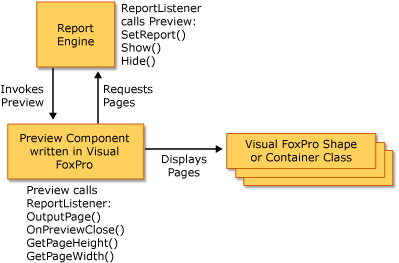 Report
Engine
ReportListener
calls Preview:
SetReport()
Show()
Hide()
Invokes
Preview
Requests
Pages
Preview Component
written in Visual
FoxPro
Displays
Pages
Visual FoxPro Shape
or Container Class
Preview calls
ReportListener:
OutputPage()
OnPreviewClose()
GetPageHeight()
GetPageWidth()